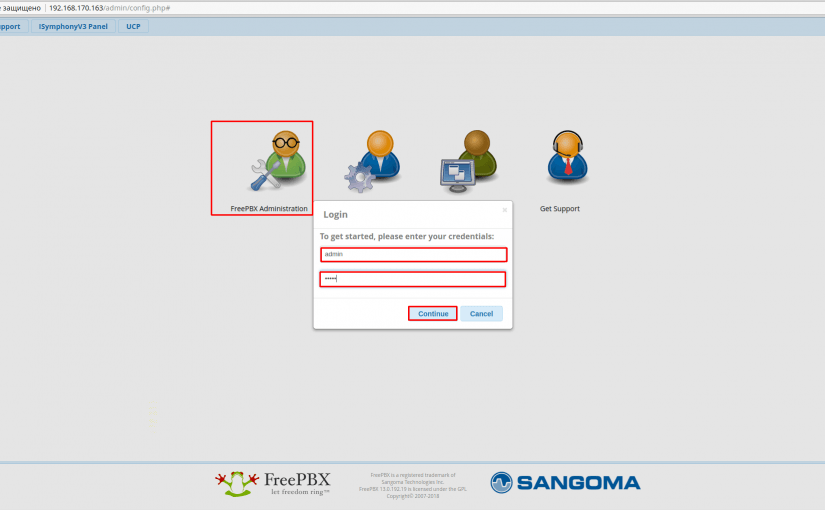 защищено 192.168.170.163/admin/config.php#
pport ISymphonyV3 Panel UCP
FreePBX Administration
Get Support
Login ×
To get started, please enter your credentials:
admin
•••••
Continue Cancel
FreePBX
let freedom ring™
FreePBX is a registered trademark of
Sangoma Technologies Inc.
FreePBX 13.0.192.19 is licensed under the GPL
Copyright© 2007-2018
SANGOMA